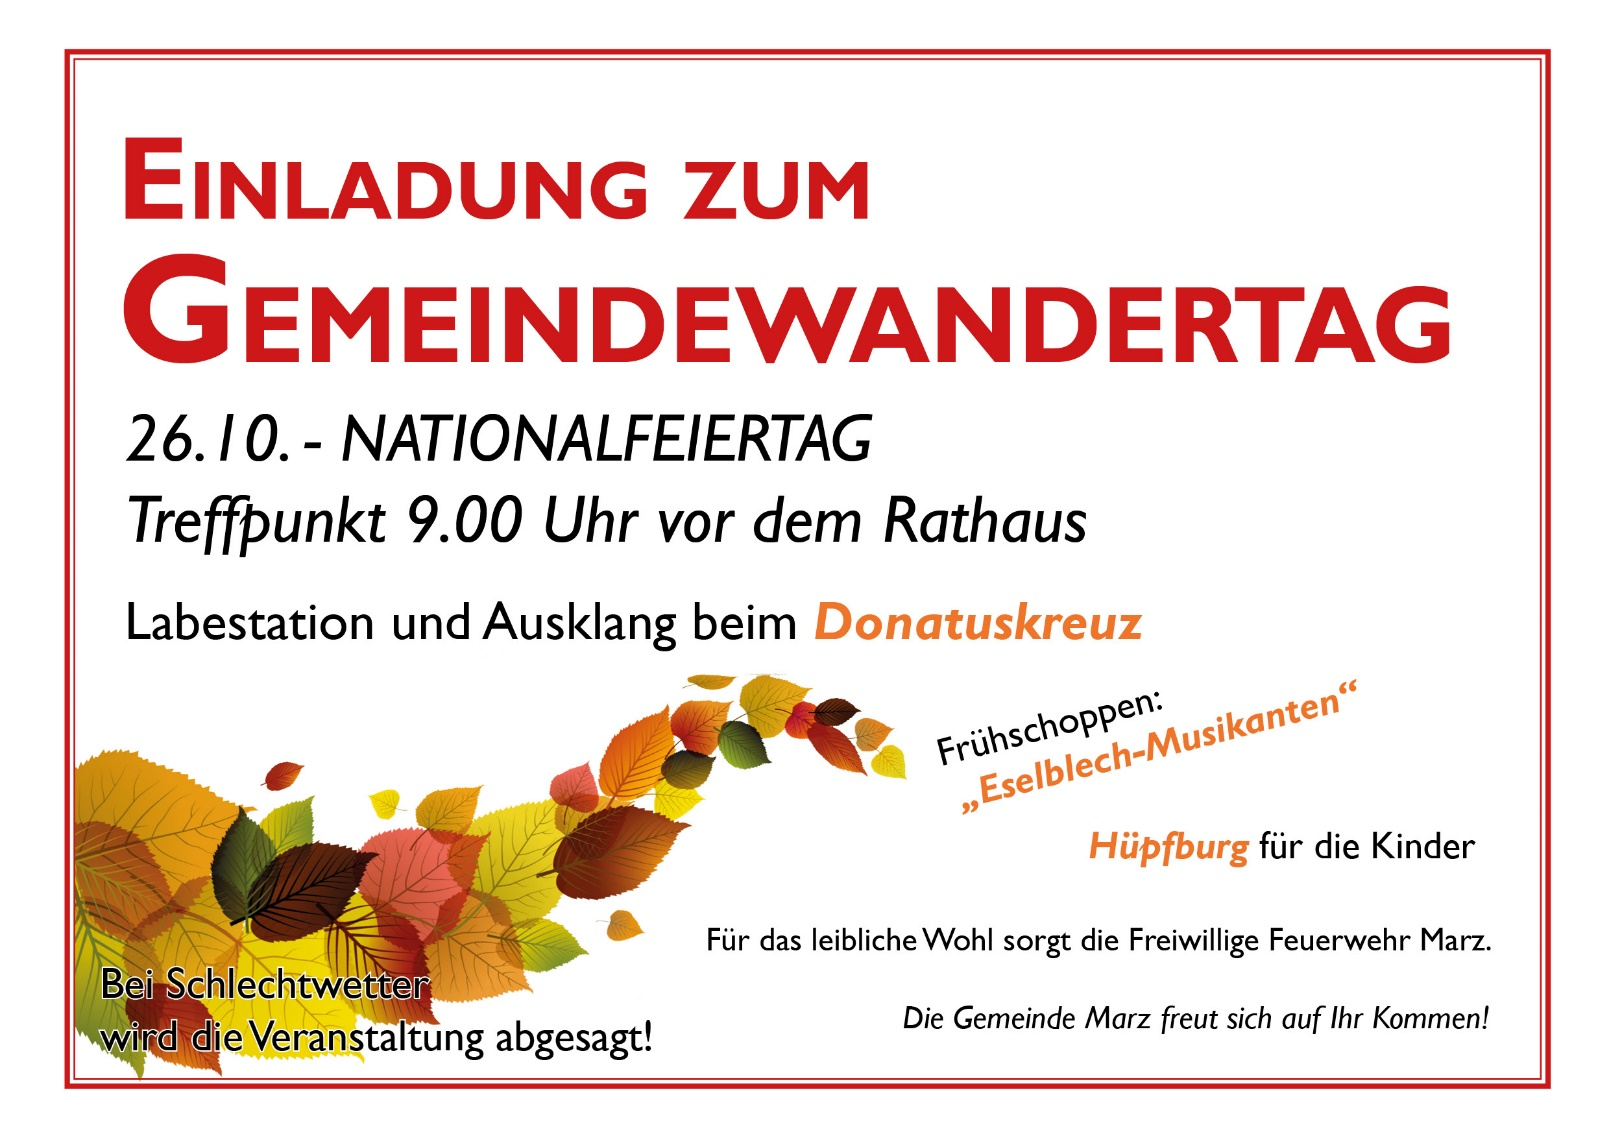 EINLADUNG ZUM
GEMEINDEWANDERTAG
26.10. - NATIONALFEIERTAG
Treffpunkt 9.00 Uhr vor dem Rathaus
Labestation und Ausklang beim Donatuskreuz
Frühschoppen:
„Eselblech-Musikanten“
Hüpfburg für die Kinder
Für das leibliche Wohl sorgt die Freiwillige Feuerwehr Marz.
Bei Schlechtwetter
wird die Veranstaltung abgesagt!
Die Gemeinde Marz freut sich auf Ihr Kommen!